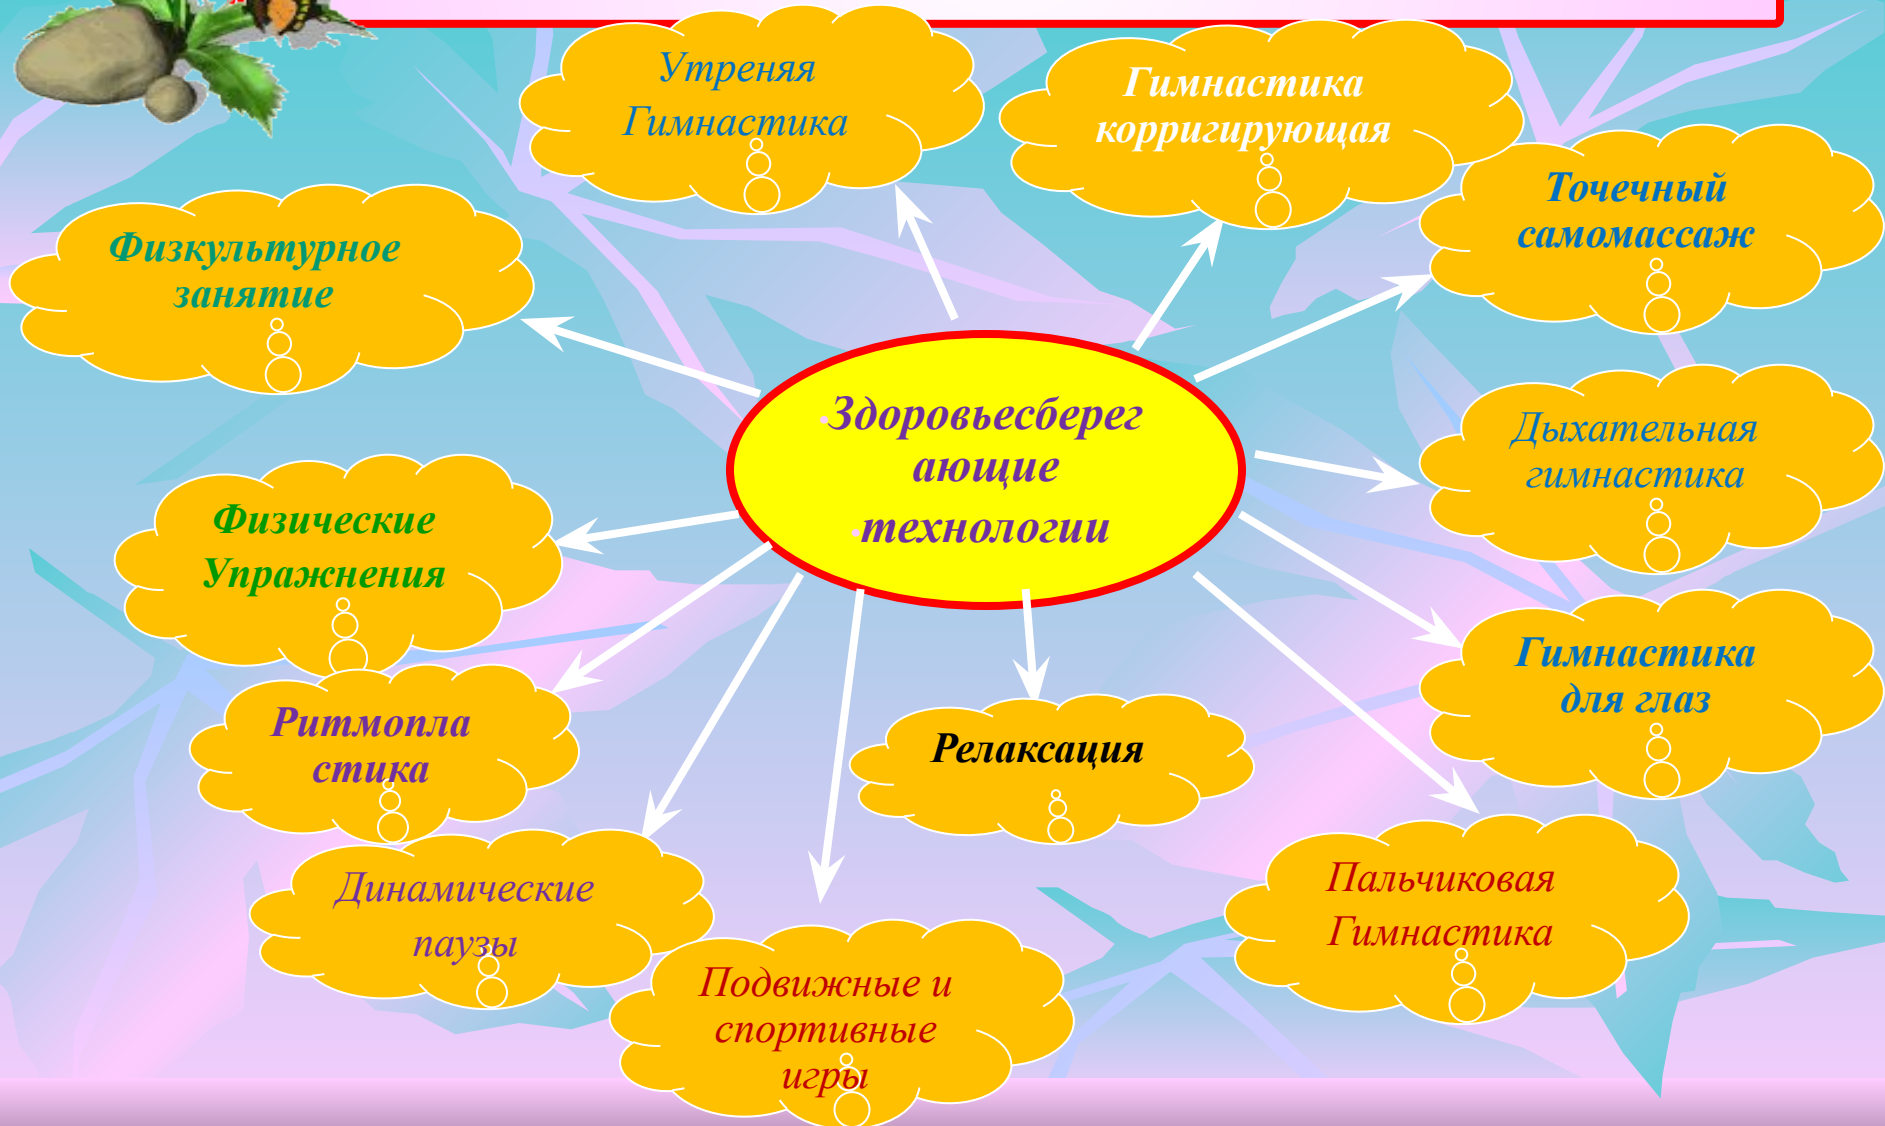 Утреняя
Гимнастика
Гимнастика
корригирующая
Точечный
самомассаж
Физкультурное
занятие
Здоровьесберег
ающие
технологии
Дыхательная
гимнастика
Физические
Упражнения
Гимнастика
для глаз
Ритмопла
стика
Релаксация
Динамические
паузы
Пальчиковая
Гимнастика
Подвижные и
спортивные
игры